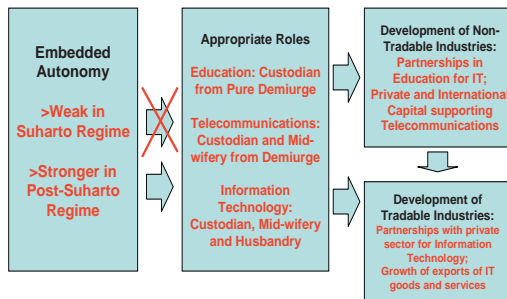 Embedded
Autonomy
>Weak in
Suharto Regime
>Stronger in
Post-Suharto
Regime
Appropriate Roles
Education: Custodian
from Pure Demiurge
Telecommunications:
Custodian and Mid-
wifery from Demiurge
Information
Technology:
Custodian, Mid-wifery
and Husbandry
Development of Non-
Tradable Industries:
Partnerships in
Education for IT;
Private and International
Capital supporting
Telecommunications
Development of
Tradable Industries:
Partnerships with private
sector for Information
Technology;
Growth of exports of IT
goods and services